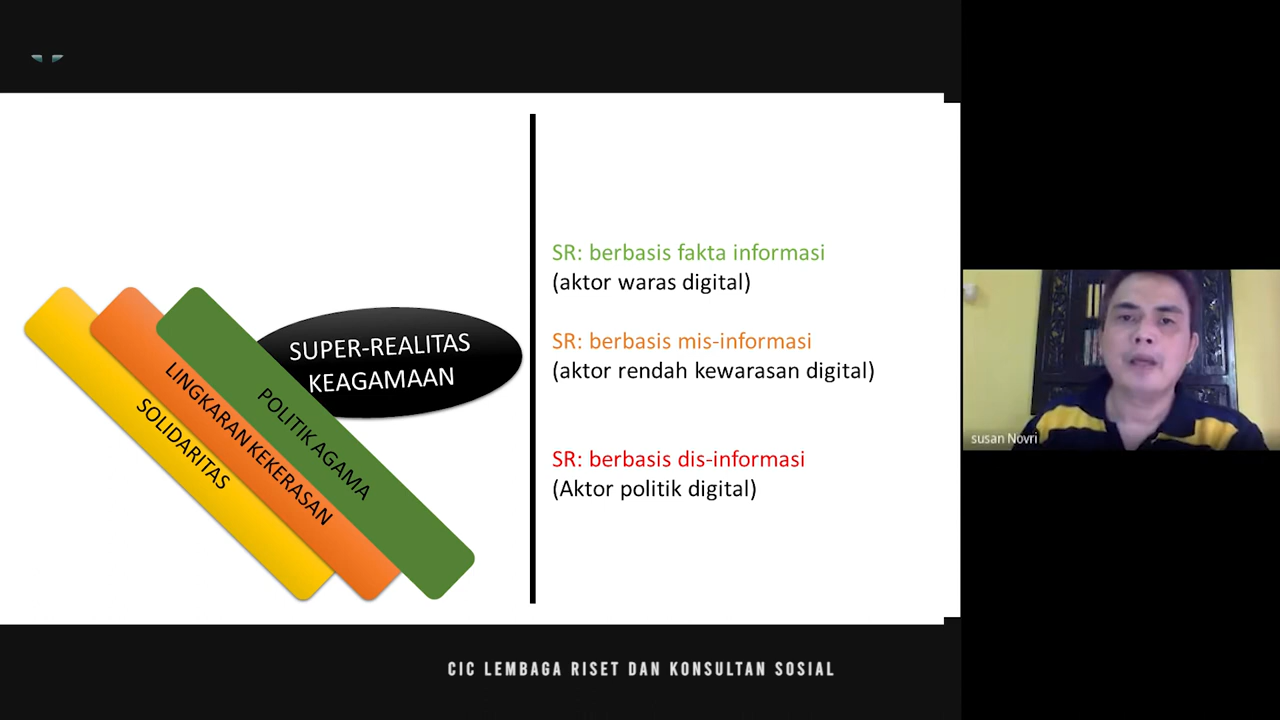 SUPER-REALITAS
KEAGAMAAN
POLITIK AGAMA
LINGKARAN KEKERASAN
SOLIDARITAS
SR: berbasis fakta informasi
(aktor waras digital)
SR: berbasis mis-informasi
(aktor rendah kewarasan digital)
SR: berbasis dis-informasi
(Aktor politik digital)
susan Novri
CIC LEMBAGA RISET DAN KONSULTAN SOSIAL